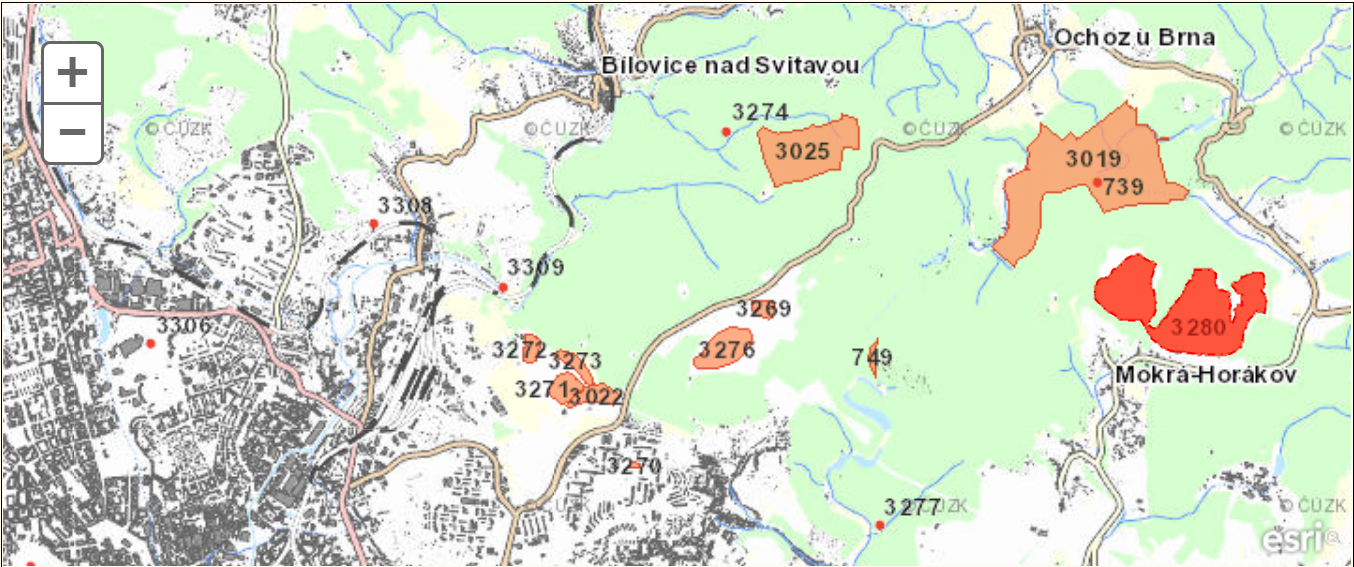 Ochoz u Brna
+
Bílovice nad Svitavou
3274
−
© ČÚZK
© ČÚZK
© ČÚZK
© ČÚZK
3025
3019
739
3308
3309
3269
3306
3280
3272
3273
3276
749
3271
3022
Mokrá-Horákov
3270
3277
ČÚZK
© ČÚZK
esri